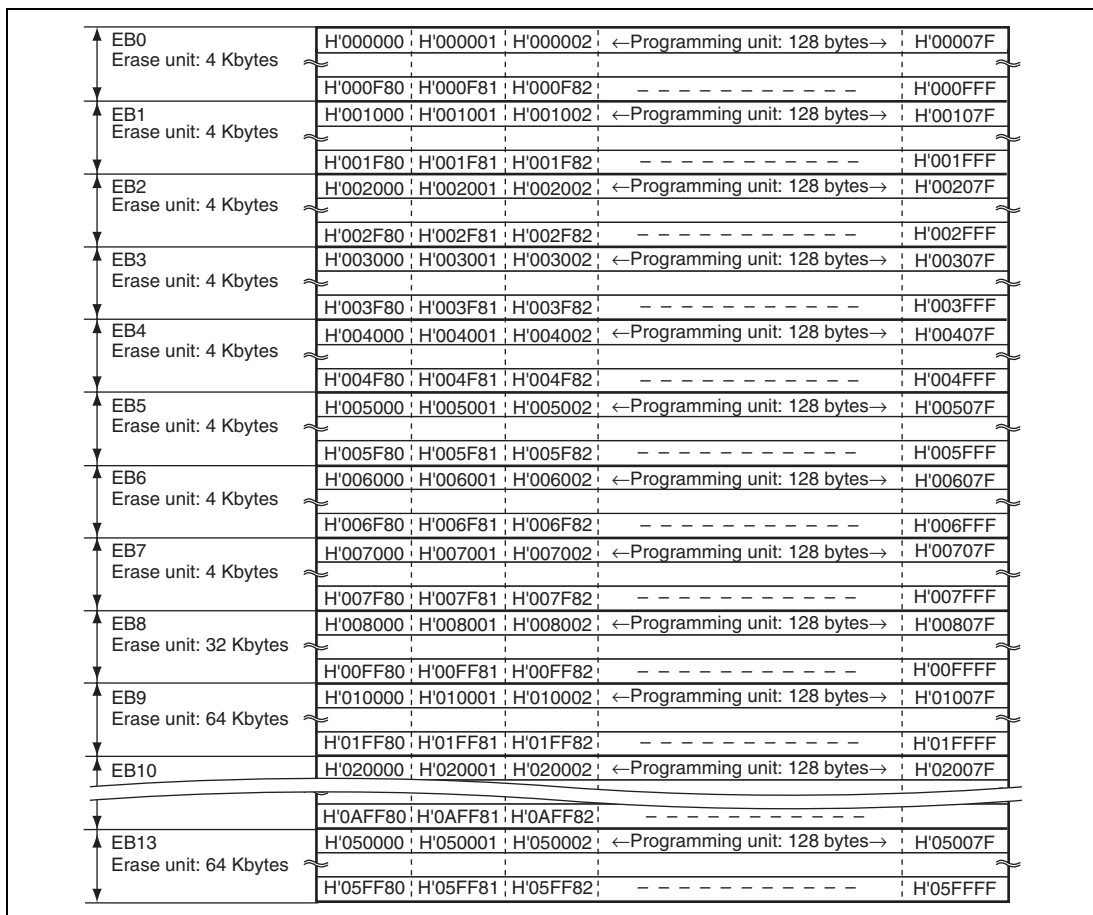 EB0 H'000000 H'000001 H'000002 ←Programming unit: 128 bytes→ H'00007F
Erase unit: 4 Kbytes
H'000F80 H'000F81 H'000F82 – – – – – – – – – – – H'000FFF
EB1 H'001000 H'001001 H'001002 ←Programming unit: 128 bytes→ H'00107F
Erase unit: 4 Kbytes
H'001F80 H'001F81 H'001F82 – – – – – – – – – – – H'001FFF
EB2 H'002000 H'002001 H'002002 ←Programming unit: 128 bytes→ H'00207F
Erase unit: 4 Kbytes
H'002F80 H'002F81 H'002F82 – – – – – – – – – – – H'002FFF
EB3 H'003000 H'003001 H'003002 ←Programming unit: 128 bytes→ H'00307F
Erase unit: 4 Kbytes
H'003F80 H'003F81 H'003F82 – – – – – – – – – – – H'003FFF
EB4 H'004000 H'004001 H'004002 ←Programming unit: 128 bytes→ H'00407F
Erase unit: 4 Kbytes
H'004F80 H'004F81 H'004F82 – – – – – – – – – – – H'004FFF
EB5 H'005000 H'005001 H'005002 ←Programming unit: 128 bytes→ H'00507F
Erase unit: 4 Kbytes
H'005F80 H'005F81 H'005F82 – – – – – – – – – – – H'005FFF
EB6 H'006000 H'006001 H'006002 ←Programming unit: 128 bytes→ H'00607F
Erase unit: 4 Kbytes
H'006F80 H'006F81 H'006F82 – – – – – – – – – – – H'006FFF
EB7 H'007000 H'007001 H'007002 ←Programming unit: 128 bytes→ H'00707F
Erase unit: 4 Kbytes
H'007F80 H'007F81 H'007F82 – – – – – – – – – – – H'007FFF
EB8 H'008000 H'008001 H'008002 ←Programming unit: 128 bytes→ H'00807F
Erase unit: 32 Kbytes
H'00FF80 H'00FF81 H'00FF82 – – – – – – – – – – – H'00FFFF
EB9 H'010000 H'010001 H'010002 ←Programming unit: 128 bytes→ H'01007F
Erase unit: 64 Kbytes
H'01FF80 H'01FF81 H'01FF82 – – – – – – – – – – – H'01FFFF
EB10 H'020000 H'020001 H'020002 ←Programming unit: 128 bytes→ H'02007F
H'0AFF80 H'0AFF81 H'0AFF82 – – – – – – – – – – –
EB13 H'050000 H'050001 H'050002 ←Programming unit: 128 bytes→ H'05007F
Erase unit: 64 Kbytes
H'05FF80 H'05FF81 H'05FF82 – – – – – – – – – – – H'05FFFF